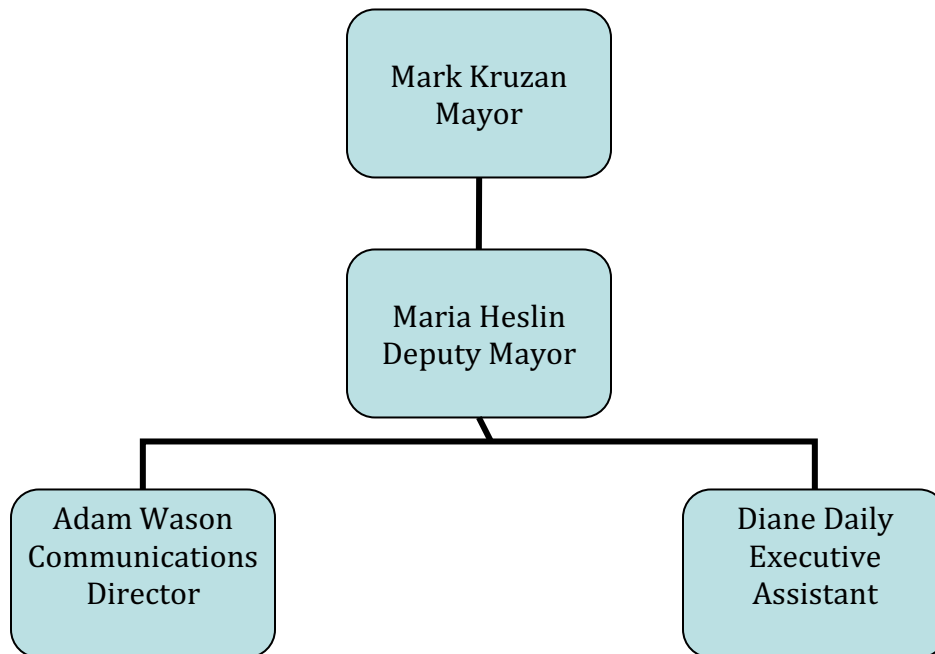 Mark Kruzan
Mayor
Maria Heslin
Deputy Mayor
Adam Wason
Communications
Director
Diane Daily
Executive
Assistant